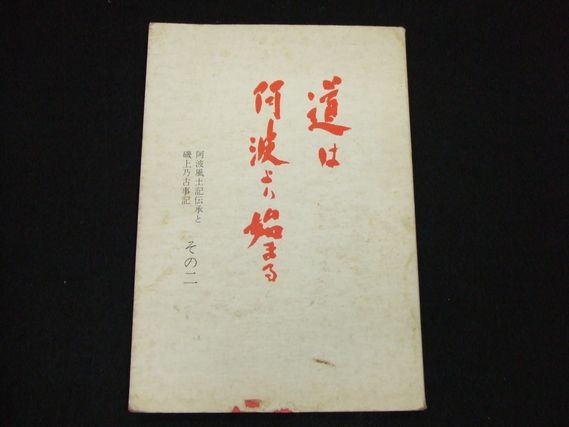 道は
阿波より始まる
阿波風土記伝承と
磯上乃古事記
その二